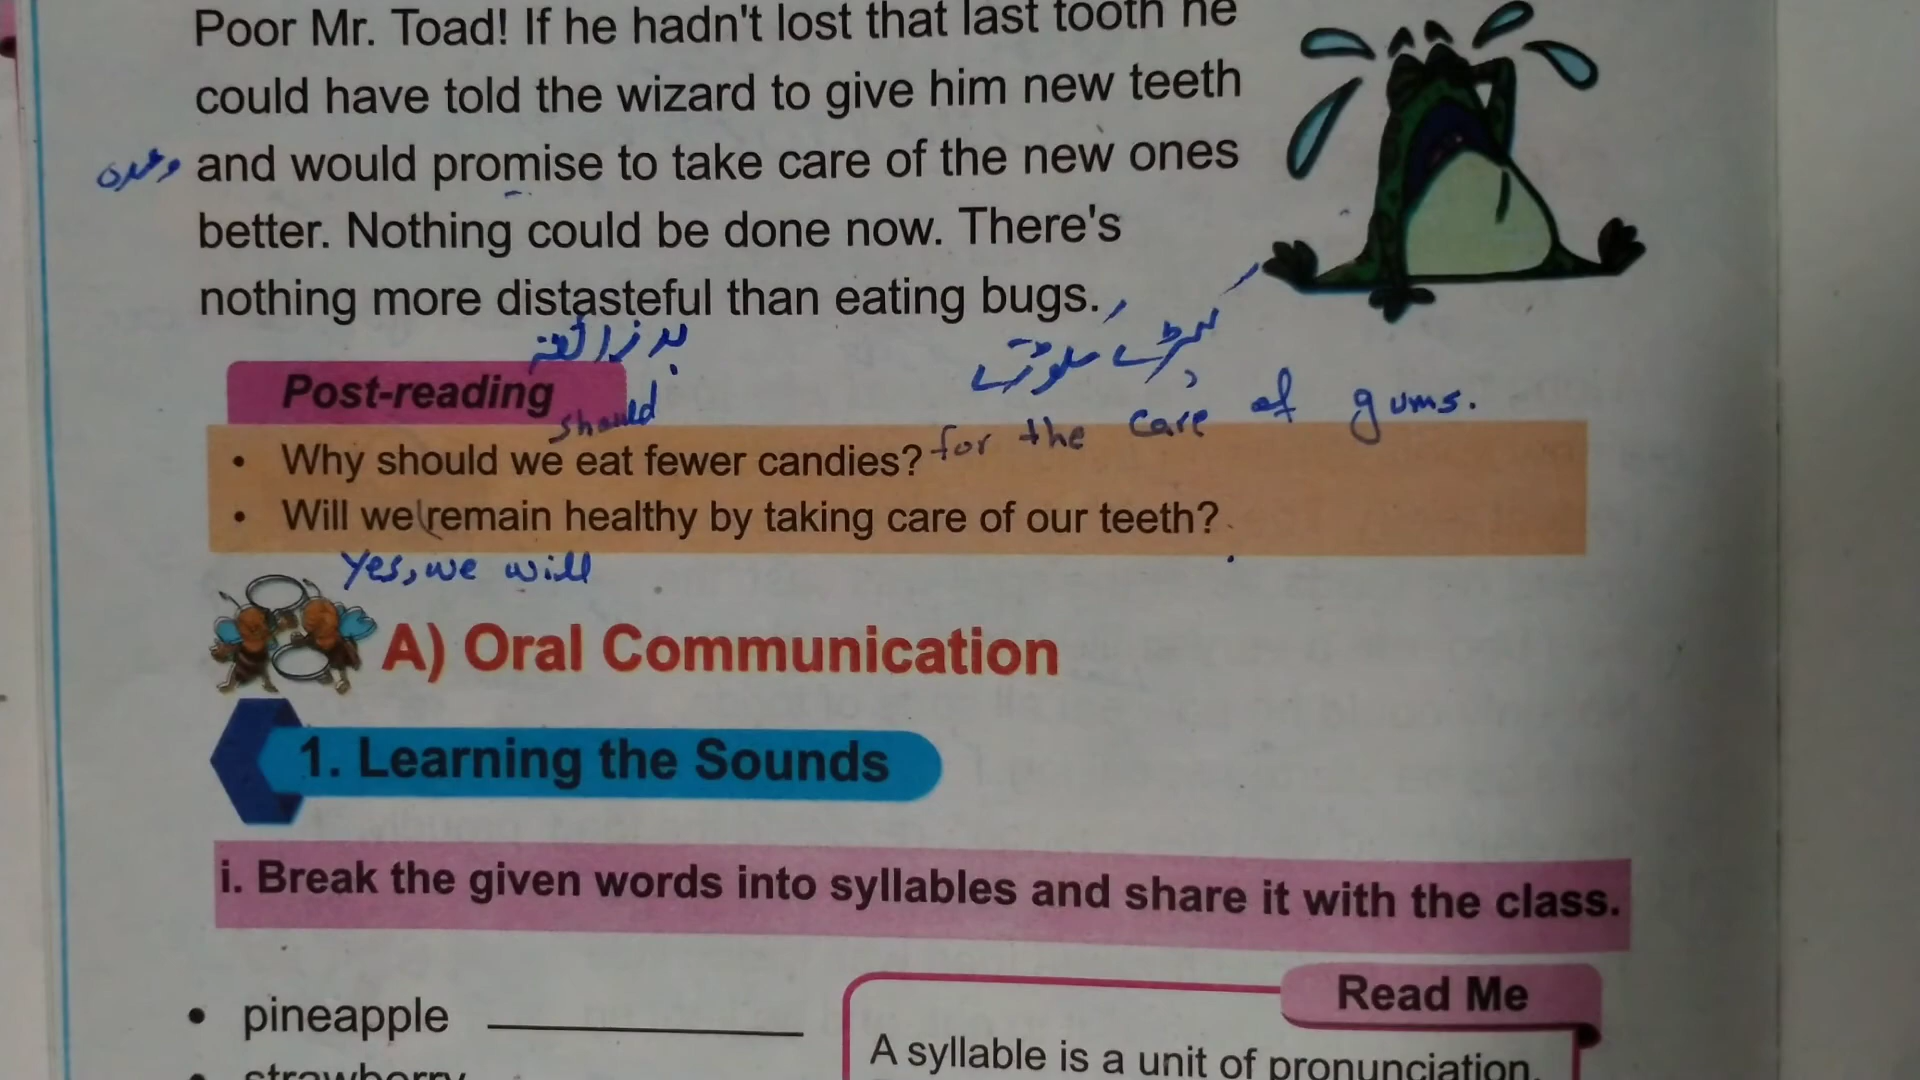 Poor Mr. Toad! If he hadn't lost that last tooth he
could have told the wizard to give him new teeth
وعدہ and would promise to take care of the new ones
better. Nothing could be done now. There's
nothing more distasteful than eating bugs.
بد ذائقہ
کیڑے مکوڑے
Post-reading
should
for the care of gums.
• Why should we eat fewer candies?
• Will we remain healthy by taking care of our teeth?
Yes, we will
A) Oral Communication
1. Learning the Sounds
i. Break the given words into syllables and share it with the class.
• pineapple
Read Me
• strawberry
A syllable is a unit of pronunciation.